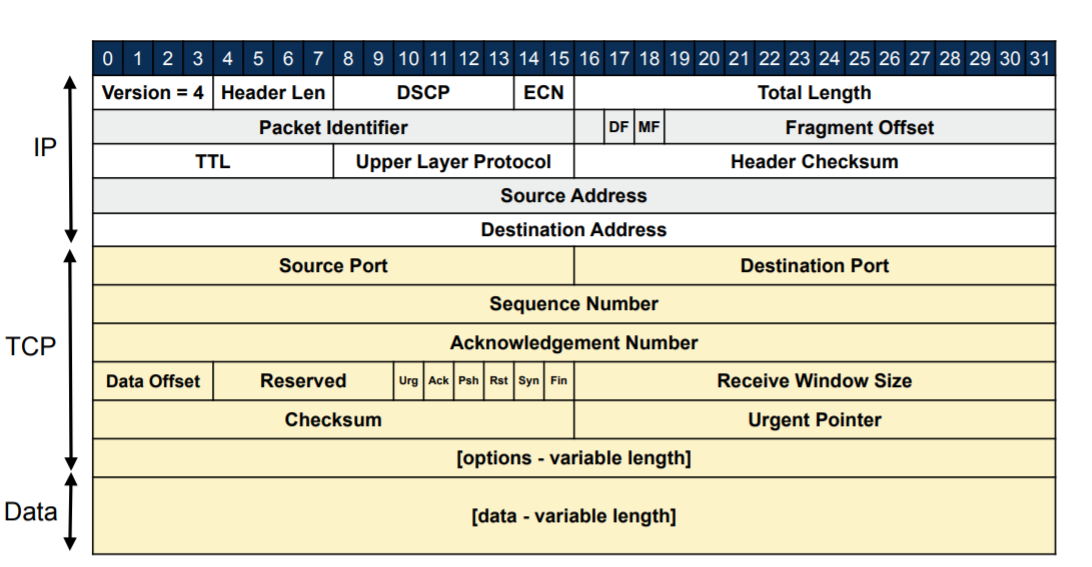 0 1 2 3 4 5 6 7 8 9 10 11 12 13 14 15 16 17 18 19 20 21 22 23 24 25 26 27 28 29 30 31
Version = 4 Header Len DSCP ECN Total Length
Packet Identifier DF MF Fragment Offset
IP
TTL Upper Layer Protocol Header Checksum
Source Address
Destination Address
Source Port Destination Port
Sequence Number
TCP
Acknowledgement Number
Data Offset Reserved Urg Ack Psh Rst Syn Fin Receive Window Size
Checksum Urgent Pointer
[options - variable length]
Data
[data - variable length]